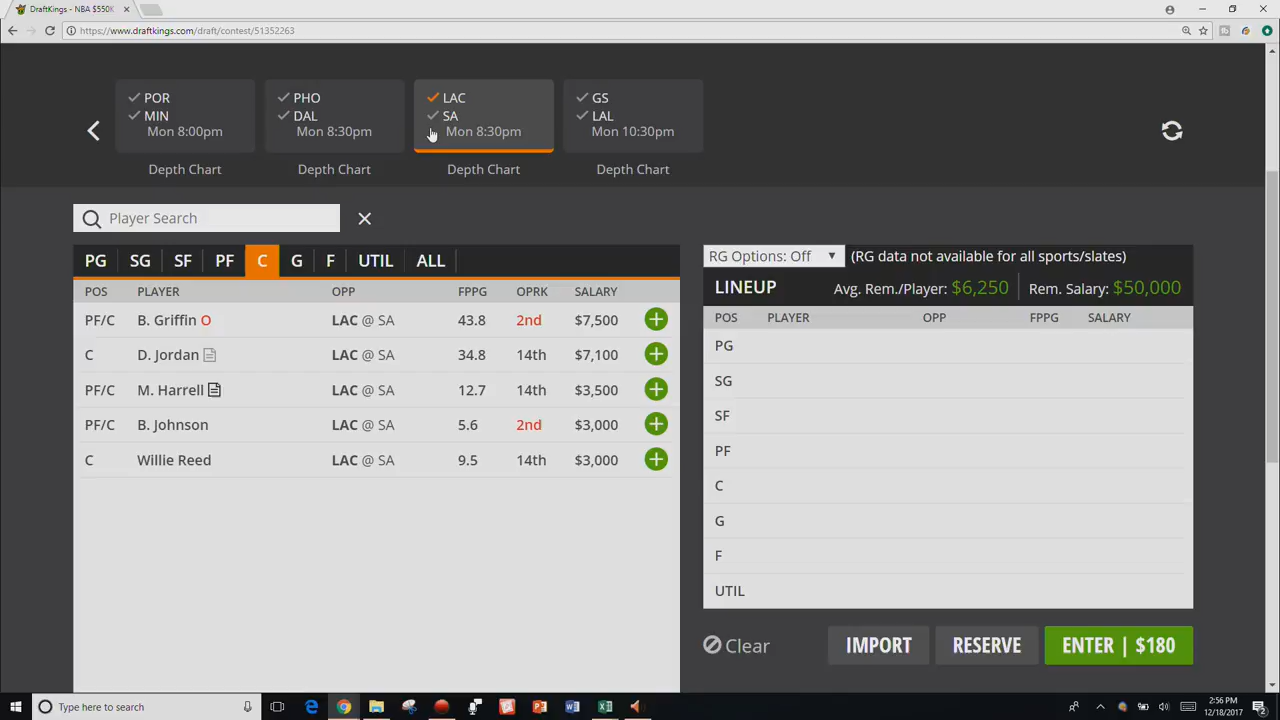 DraftKings - NBA $550K
https://www.draftkings.com/draft/contest/51352263
POR
MIN
Mon 8:00pm
Depth Chart
PHO
DAL
Mon 8:30pm
Depth Chart
LAC
SA
Mon 8:30pm
Depth Chart
GS
LAL
Mon 10:30pm
Depth Chart
Player Search
PG SG SF PF C G F UTIL ALL
POS PLAYER OPP FPPG OPRK SALARY
PF/C B. Griffin O LAC @ SA 43.8 2nd $7,500
C D. Jordan LAC @ SA 34.8 14th $7,100
PF/C M. Harrell LAC @ SA 12.7 14th $3,500
PF/C B. Johnson LAC @ SA 5.6 2nd $3,000
C Willie Reed LAC @ SA 9.5 14th $3,000
RG Options: Off (RG data not available for all sports/slates)
LINEUP Avg. Rem./Player: $6,250 Rem. Salary: $50,000
POS PLAYER OPP FPPG SALARY
PG
SG
SF
PF
C
G
F
UTIL
Clear IMPORT RESERVE ENTER | $180
Type here to search
2:56 PM
12/18/2017